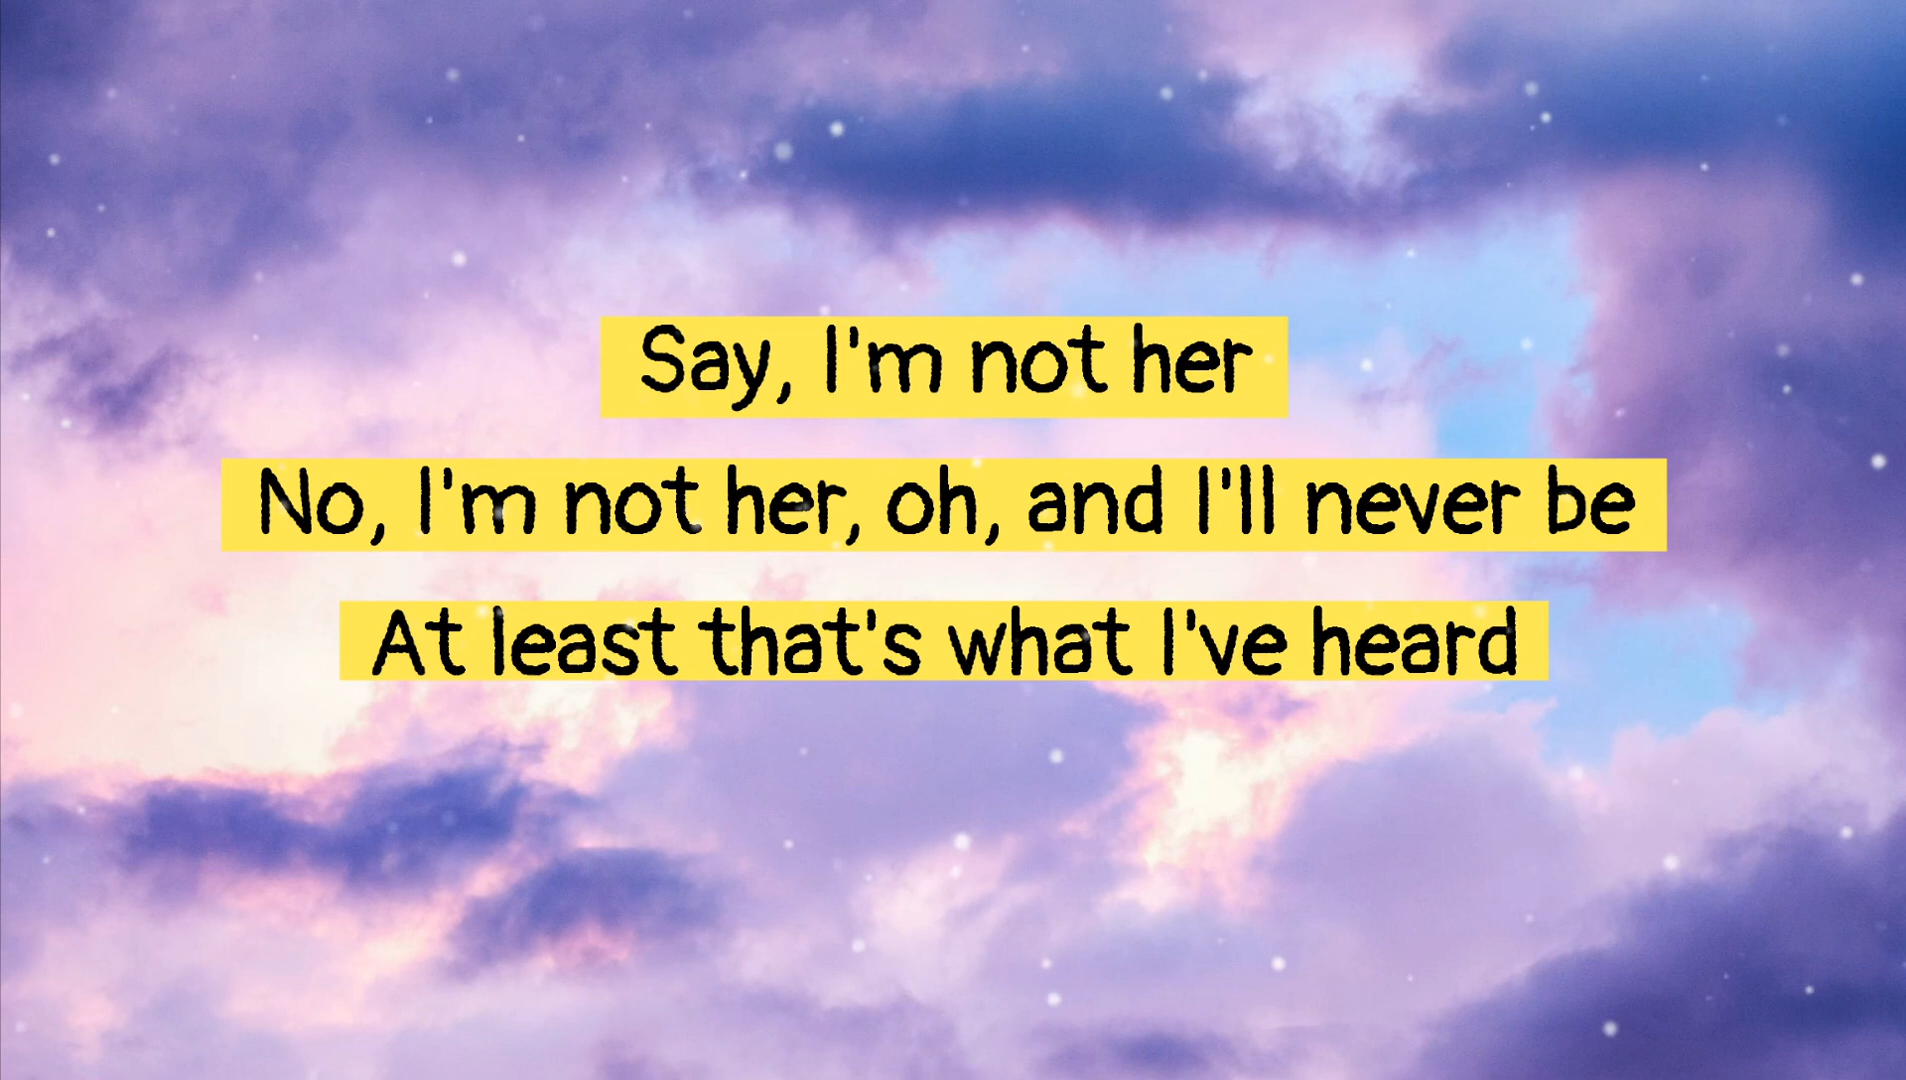 Say, I'm not her
No, I'm not her, oh, and I'll never be
At least that's what I've heard